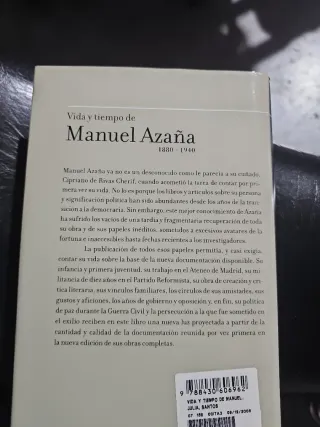 Vida y tiempo de
Manuel Azaña
1880 - 1940
Manuel Azaña ya no es un desconocido como le parecía a su cuñado,
Cipriano de Rivas Cherif, cuando acometió la tarea de contar por pri-
mera vez su vida. No lo es porque los libros y artículos sobre su persona
y significación política han sido abundantes desde los años de la tran-
sición a la democracia. Sin embargo, este mejor conocimiento de Azaña
ha sufrido los vacíos de una tardía y fragmentaria recuperación de toda
su obra y de sus papeles inéditos, sometidos a excesivos avatares de la
fortuna e inaccesibles hasta fechas recientes a los investigadores.
La publicación de todos esos papeles permitía, y casi exigía,
contar su vida sobre la base de la nueva documentación disponible. Su
infancia y primera juventud, su trabajo en el Ateneo de Madrid, su mi-
litancia de diez años en el Partido Reformista, su obra de creación y crí-
tica literaria, sus vínculos familiares, los círculos de sus amistades, sus
gustos y aficiones, los años de gobierno y oposición y, en fin, su política
de paz durante la Guerra Civil y la persecución a la que fue sometido en
el exilio reciben en este libro una nueva luz proyectada a partir de la
cantidad y calidad de la documentación reunida por vez primera en
la nueva edición de sus obras completas.
9 788430 606962
VIDA Y TIEMPO DE MANUEL.
JULIA, SANTOS